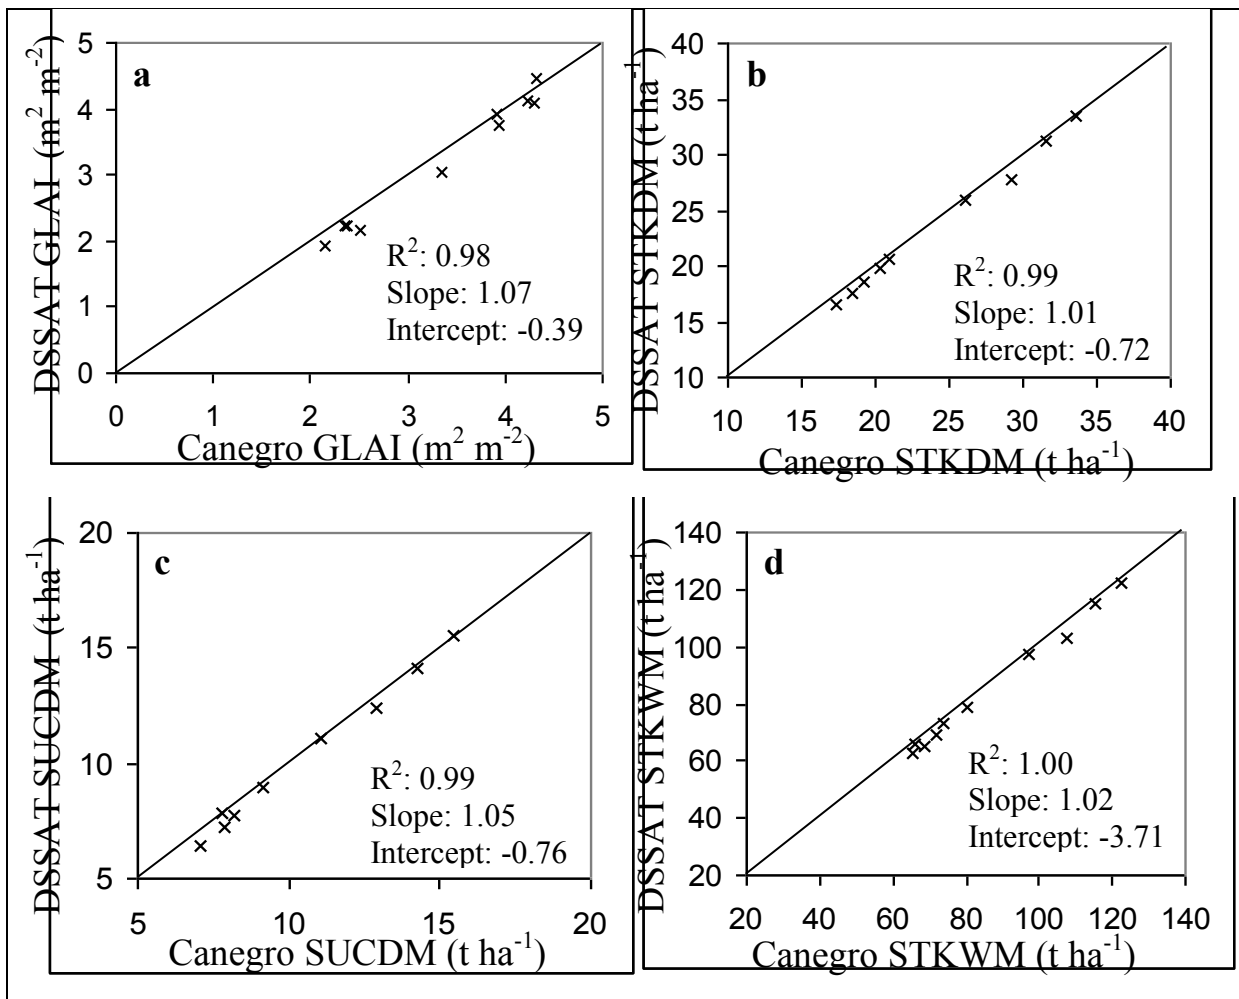 a
DSSAT GLAI (m² m⁻²)
5
4
3
2
1
0
R²: 0.98
Slope: 1.07
Intercept: -0.39
0 1 2 3 4 5
Canegro GLAI (m² m⁻²)
b
DSSAT STKDM (t ha⁻¹)
40
35
30
25
20
15
10
R²: 0.99
Slope: 1.01
Intercept: -0.72
10 15 20 25 30 35 40
Canegro STKDM (t ha⁻¹)
c
DSSAT SUCDM (t ha⁻¹)
20
15
10
5
R²: 0.99
Slope: 1.05
Intercept: -0.76
5 10 15 20
Canegro SUCDM (t ha⁻¹)
d
DSSAT STKWM (t ha⁻¹)
140
120
100
80
60
40
20
R²: 1.00
Slope: 1.02
Intercept: -3.71
20 40 60 80 100 120 140
Canegro STKWM (t ha⁻¹)